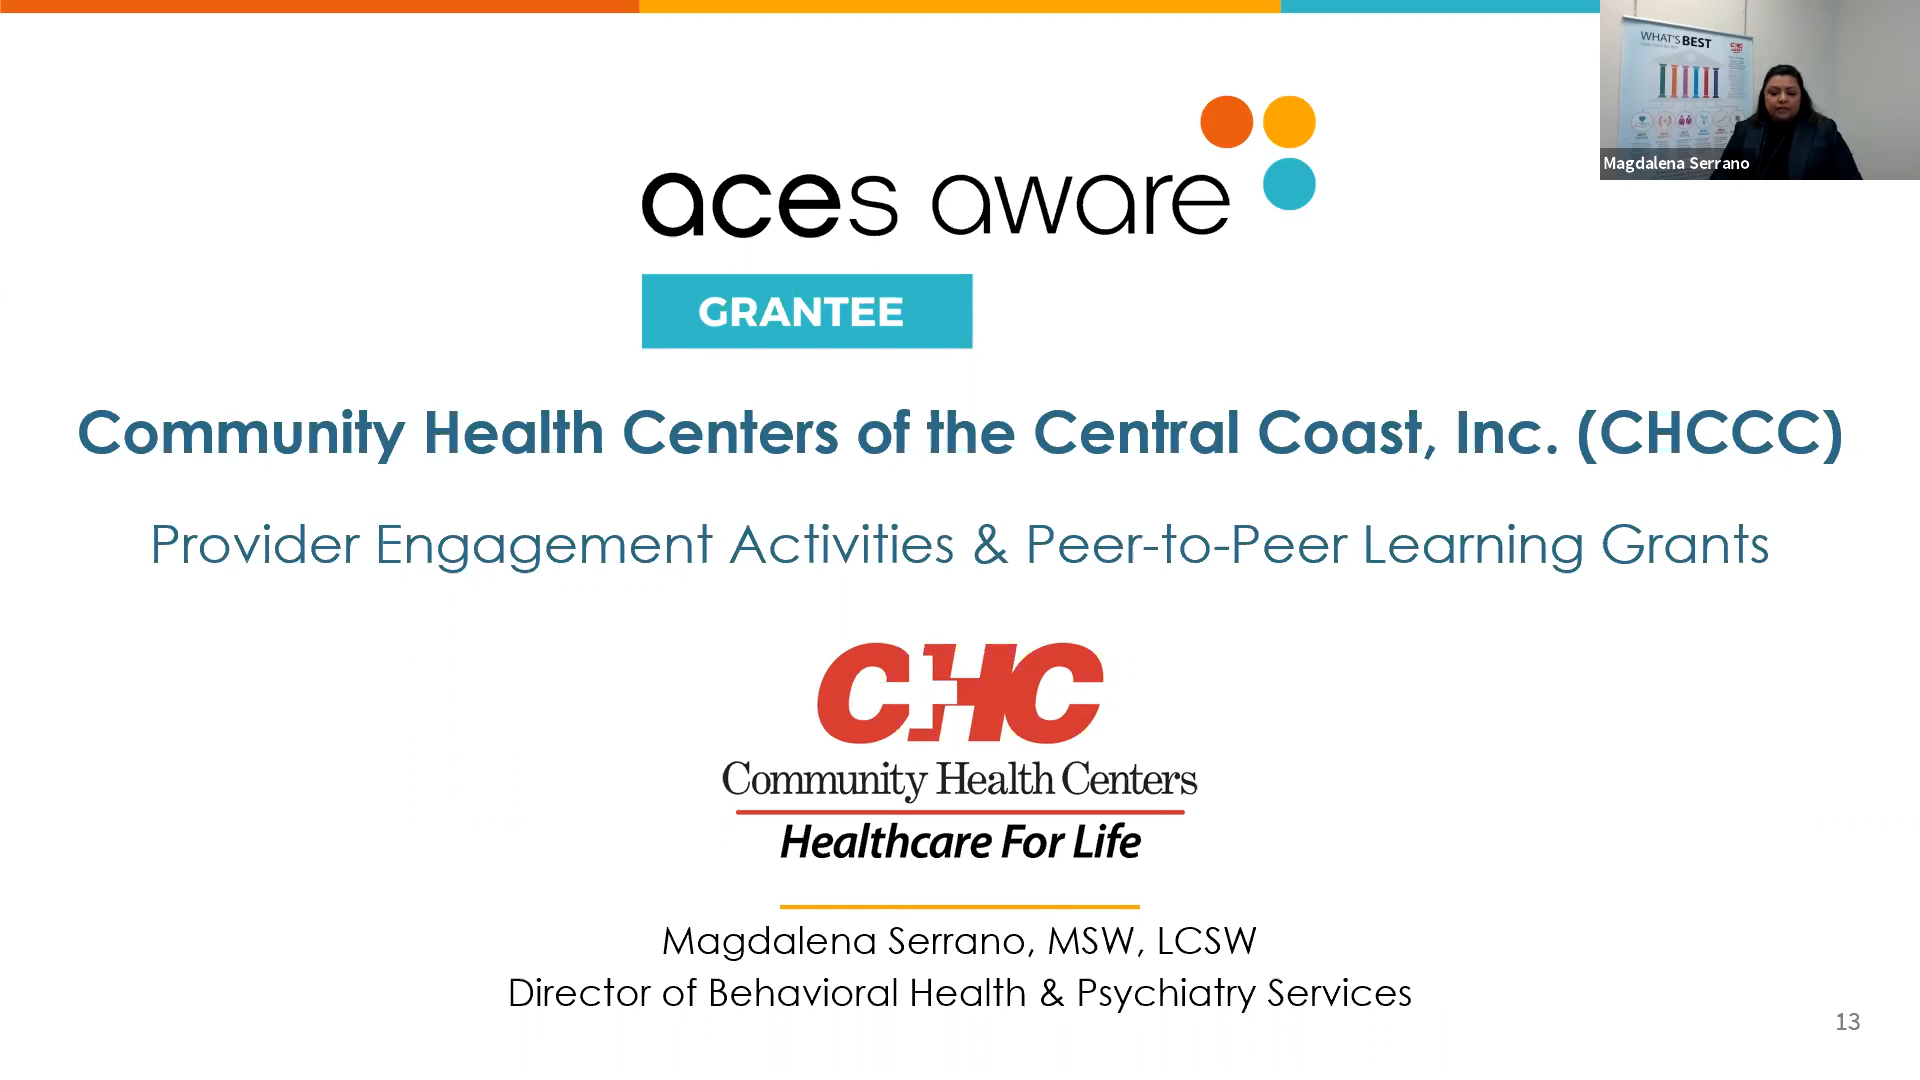 aces aware
GRANTEE
Community Health Centers of the Central Coast, Inc. (CHCCC)
Provider Engagement Activities & Peer-to-Peer Learning Grants
CHC
Community Health Centers
Healthcare For Life
Magdalena Serrano, MSW, LCSW
Director of Behavioral Health & Psychiatry Services
13
WHAT'S BEST
CHC
Magdalena Serrano